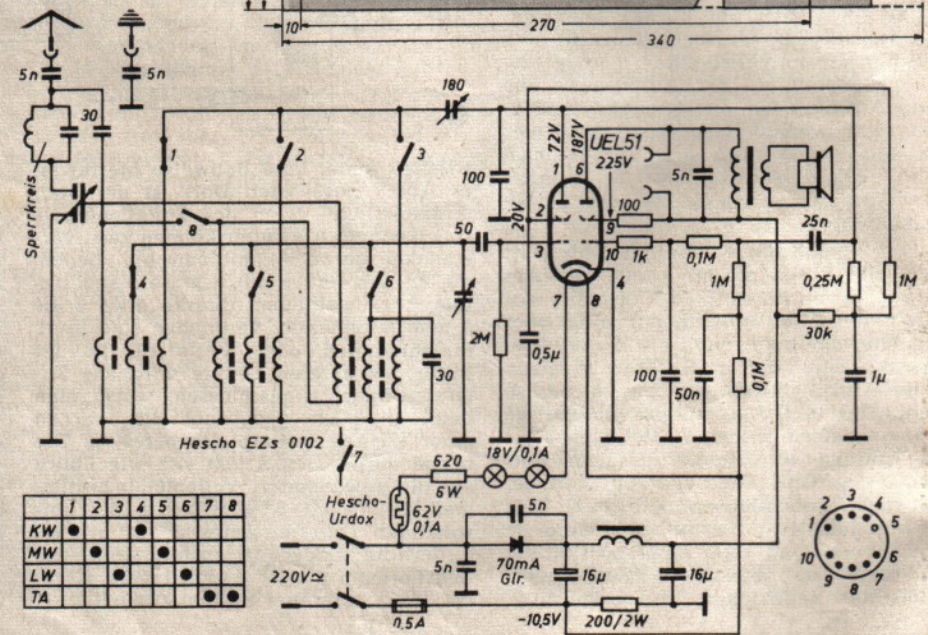 10
270
340
5n
5n
30
Sperrkreis
180
1
2
3
100
72V
187V
UEL51
225V
1
6
5n
20V
2
9
100
8
50
3
10
1k
0,1M
25n
4
5
6
7
8
4
1M
0,25M
1M
30k
2M
0,5µ
30
100
50n
0,1M
1µ
Hescho EZs 0102
7
620
6W
18V/0,1A
Hescho-
Urdox
62V
0,1A
5n
5n
70mA
Glr.
16µ
16µ
220V≃
0,5A
-10,5V
200/2W
1 2 3 4 5 6 7 8
KW ● ●
MW ● ●
LW ● ●
TA ● ●
1
2
3
4
5
6
7
8
9
10